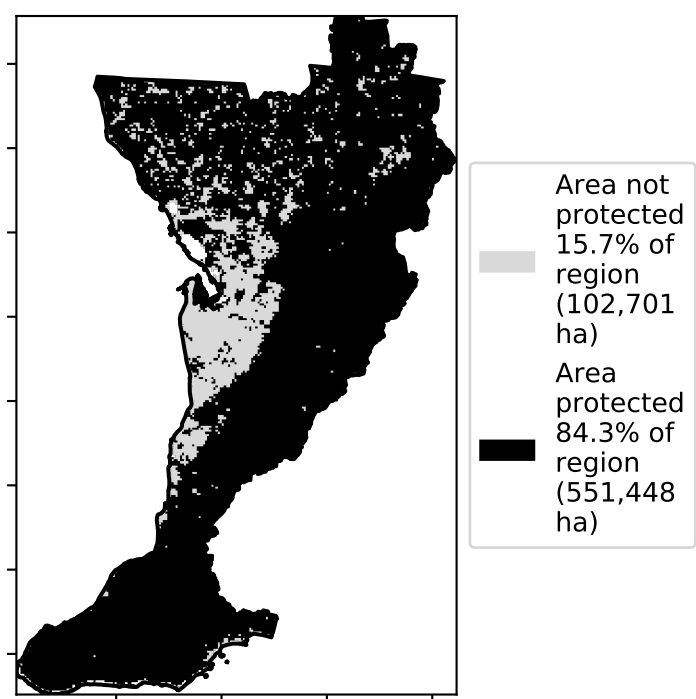 Area not
protected
15.7% of
region
(102,701
ha)
Area
protected
84.3% of
region
(551,448
ha)